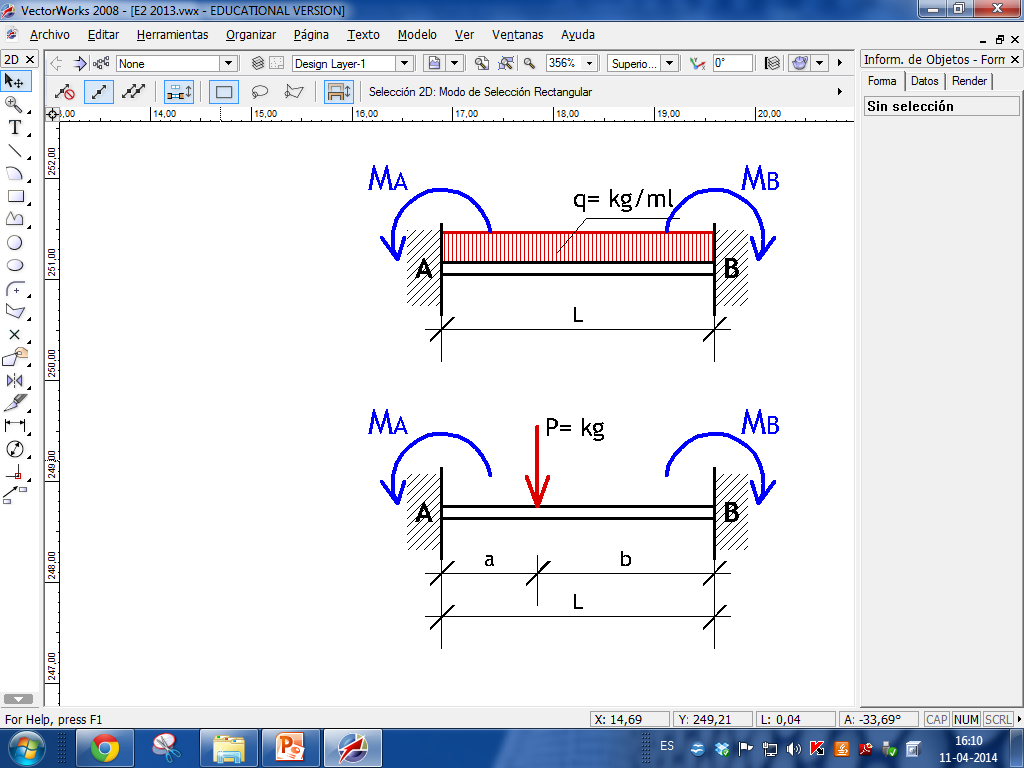 VectorWorks 2008 - [E2 2013.vwx - EDUCATIONAL VERSION]
Archivo Editar Herramientas Organizar Página Texto Modelo Ver Ventanas Ayuda
2D
None
Design Layer-1
356%
Superio...
0°
Inform. de Objetos - Forn
Forma Datos Render
Sin selección
Selección 2D: Modo de Selección Rectangular
14,00 15,00 16,00 17,00 18,00 19,00 20,00
252,00
251,00
250,00
249,00
248,00
247,00
MA
MB
q= kg/ml
A
B
L
MA
MB
P= kg
A
B
a
b
L
For Help, press F1
X: 14,69
Y: 249,21
L: 0,04
A: -33,69°
CAP NUM SCRL
ES
16:10
11-04-2014